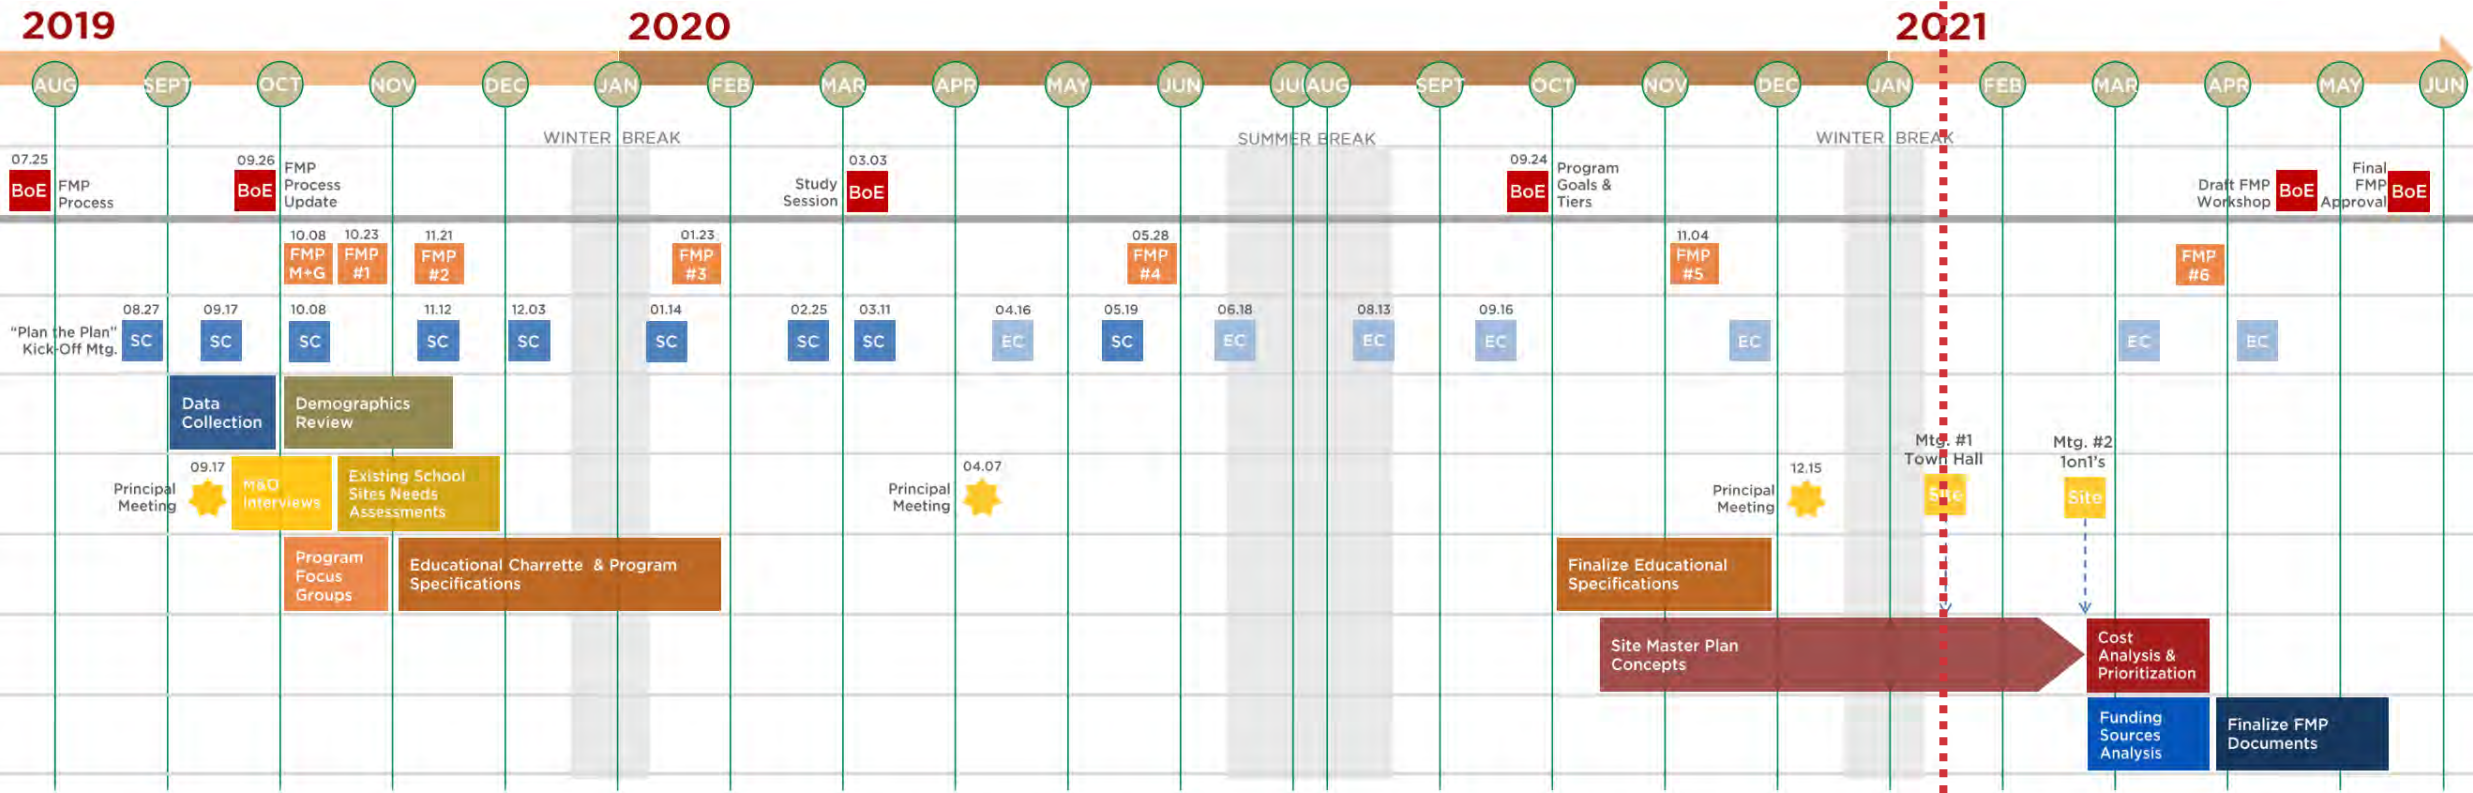 2019
2020
2021
AUG
SEPT
OCT
NOV
DEC
JAN
FEB
MAR
APR
MAY
JUN
JUL
AUG
SEPT
OCT
NOV
DEC
JAN
FEB
MAR
APR
MAY
JUN
WINTER BREAK
SUMMER BREAK
WINTER BREAK
07.25
BoE
FMP
Process
09.26
BoE
FMP
Process
Update
Study
Session
03.03
BoE
09.24
BoE
Program
Goals &
Tiers
Draft FMP
Workshop
BoE
Final
FMP
Approval
BoE
10.08
FMP
M+G
10.23
FMP
#1
11.21
FMP
#2
01.23
FMP
#3
05.28
FMP
#4
11.04
FMP
#5
FMP
#6
"Plan the Plan"
Kick-Off Mtg.
08.27
SC
09.17
SC
10.08
SC
11.12
SC
12.03
SC
01.14
SC
02.25
SC
03.11
SC
04.16
EC
05.19
SC
06.18
EC
08.13
EC
09.16
EC
EC
EC
EC
Data
Collection
Demographics
Review
Principal
Meeting
09.17
M&O
Interviews
Existing School
Sites Needs
Assessments
Principal
Meeting
04.07
Principal
Meeting
12.15
Mtg. #1
Town Hall
Site
Mtg. #2
1on1's
Site
Program
Focus
Groups
Educational Charrette & Program
Specifications
Finalize Educational
Specifications
Site Master Plan
Concepts
Cost
Analysis &
Prioritization
Funding
Sources
Analysis
Finalize FMP
Documents